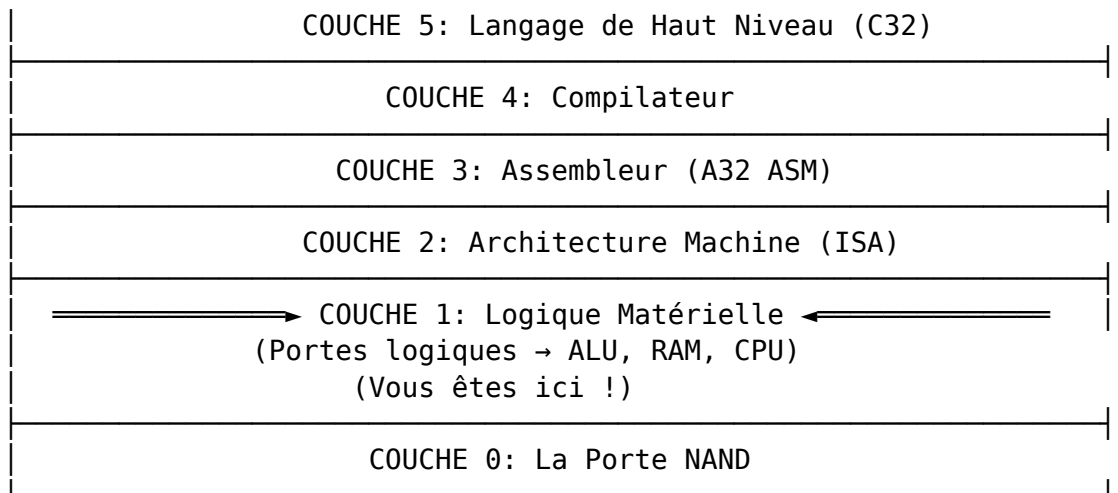 COUCHE 5: Langage de Haut Niveau (C32)
COUCHE 4: Compilateur
COUCHE 3: Assembleur (A32 ASM)
COUCHE 2: Architecture Machine (ISA)
COUCHE 1: Logique Matérielle
(Portes logiques → ALU, RAM, CPU)
(Vous êtes ici !)
COUCHE 0: La Porte NAND